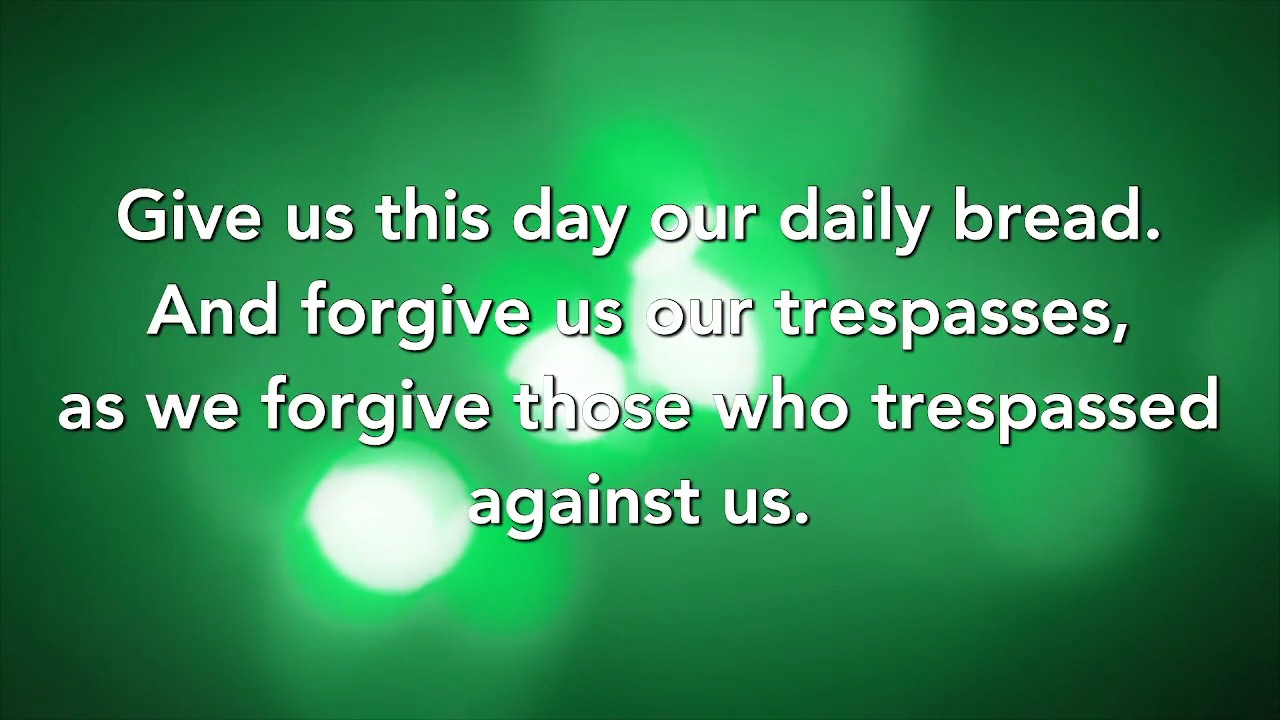 Give us this day our daily bread.
And forgive us our trespasses,
as we forgive those who trespassed
against us.